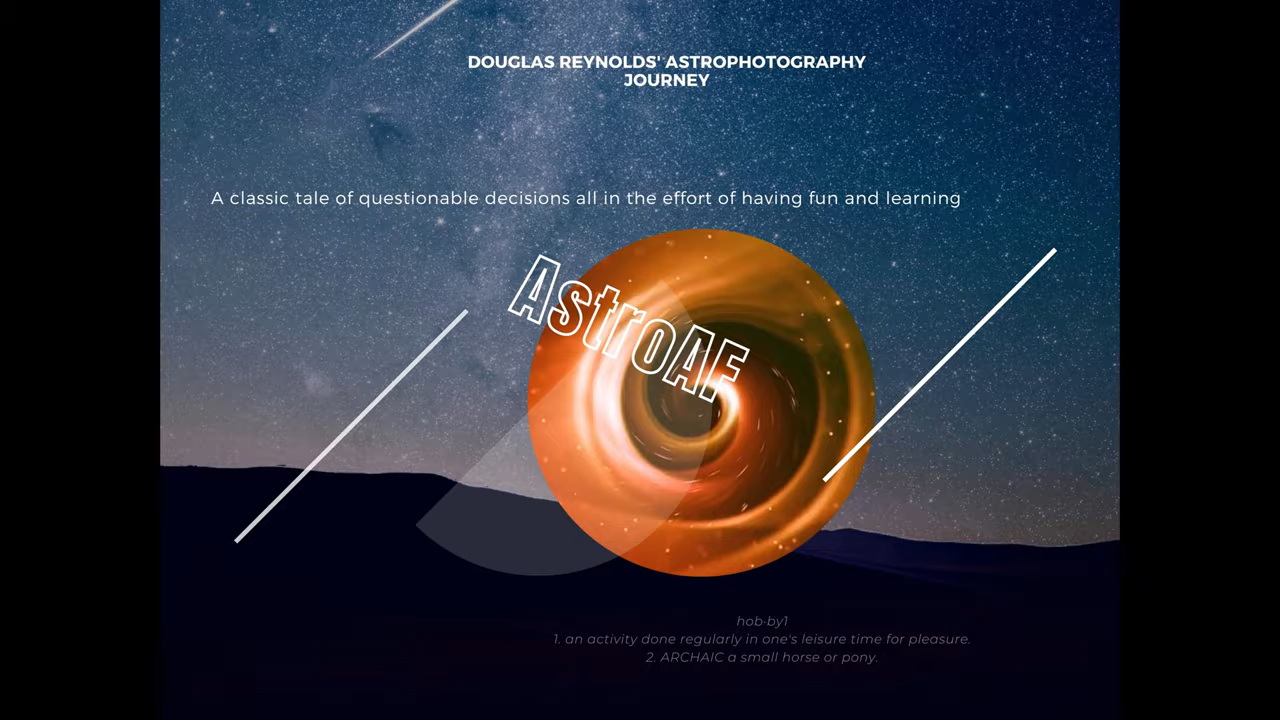 DOUGLAS REYNOLDS' ASTROPHOTOGRAPHY
JOURNEY
A classic tale of questionable decisions all in the effort of having fun and learning
AstroAF
hob·by1
1. an activity done regularly in one's leisure time for pleasure.
2. ARCHAIC a small horse or pony.